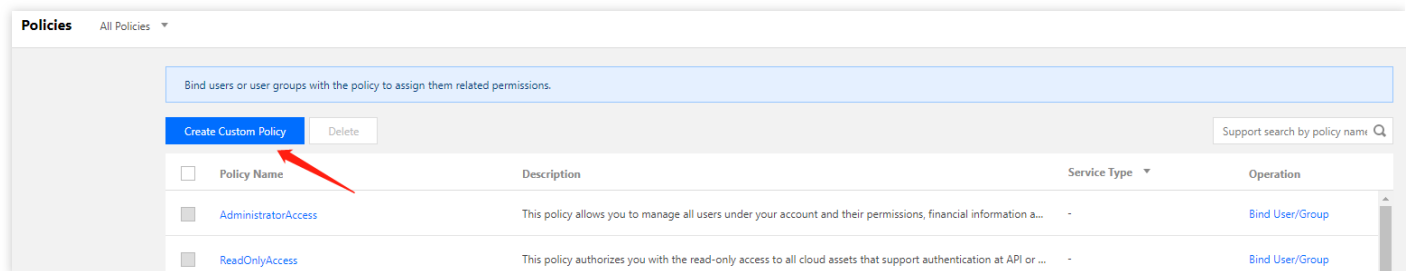 Policies All Policies
Bind users or user groups with the policy to assign them related permissions.
Create Custom Policy Delete Support search by policy name
Policy Name Description Service Type Operation
AdministratorAccess This policy allows you to manage all users under your account and their permissions, financial information a... - Bind User/Group
ReadOnlyAccess This policy authorizes you with the read-only access to all cloud assets that support authentication at API or ... - Bind User/Group